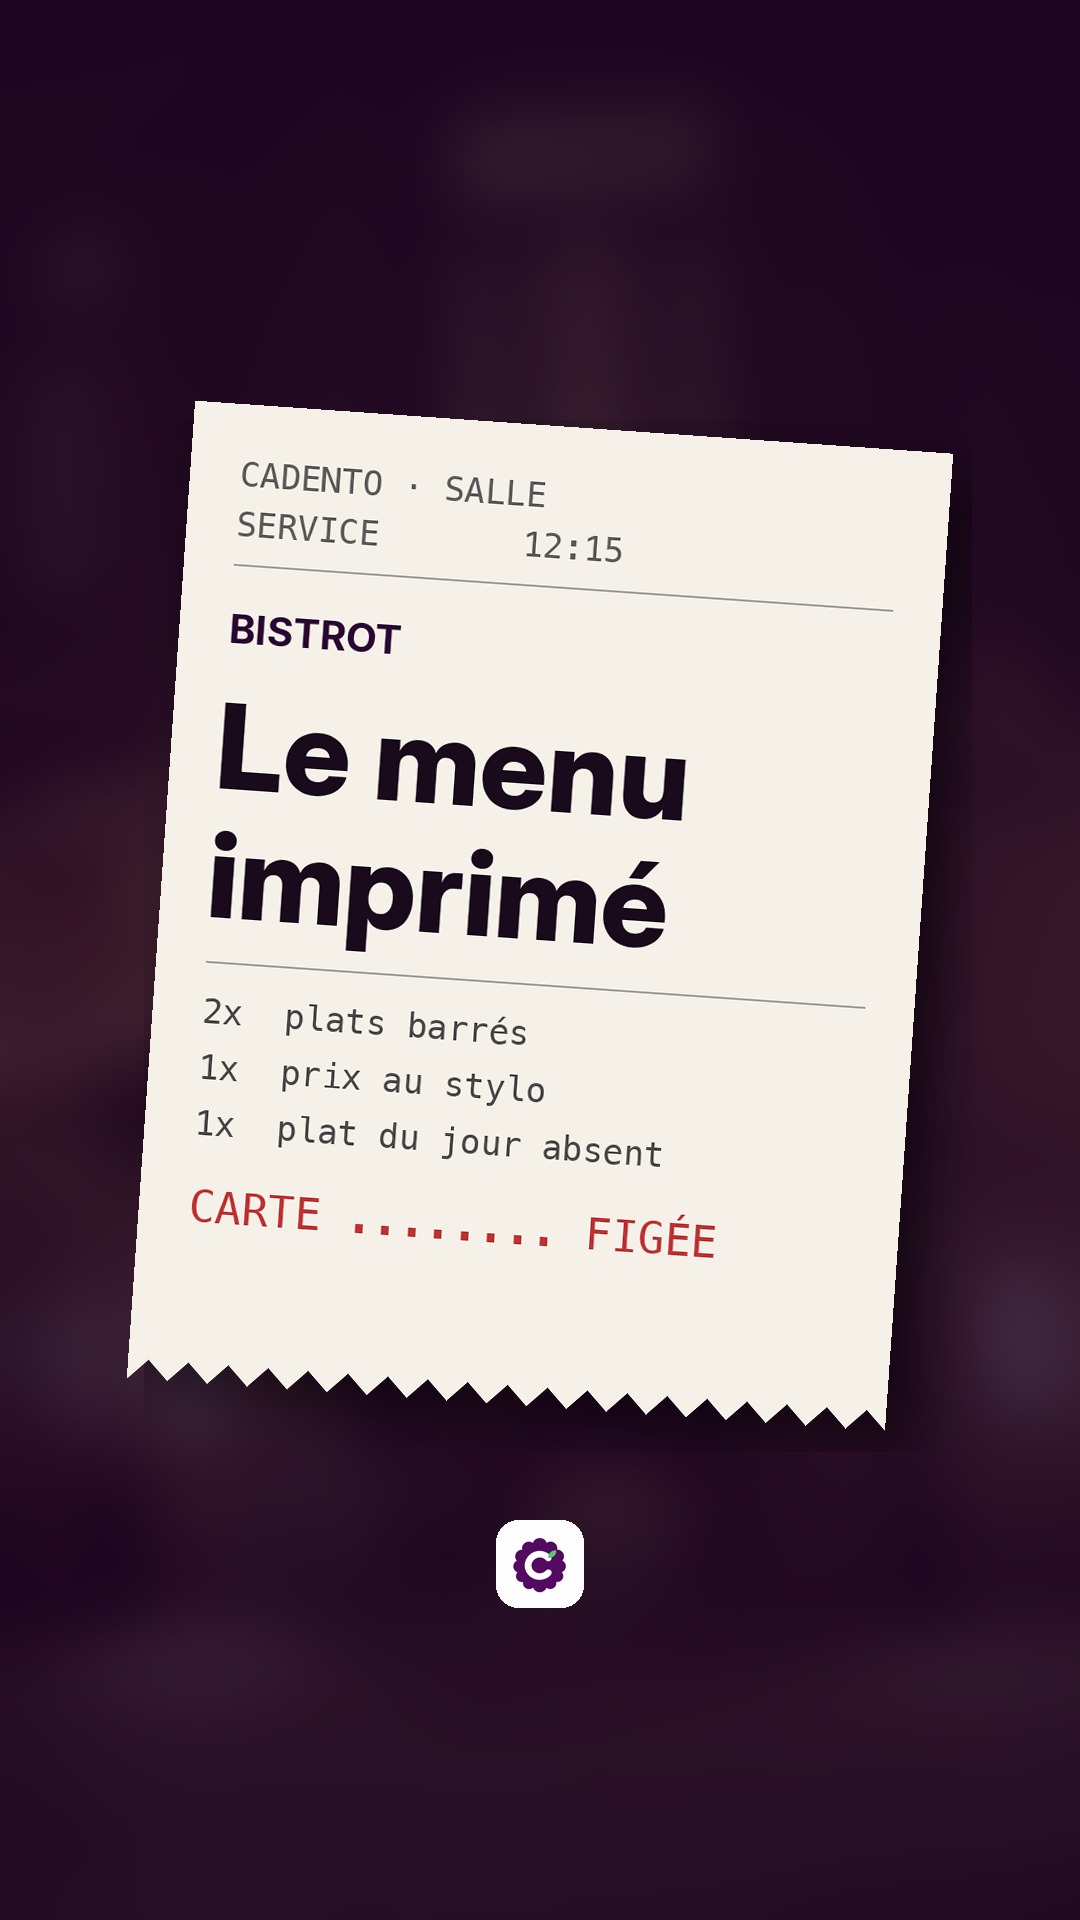 CADENTO · SALLE
SERVICE 12:15
BISTROT
Le menu
imprimé
2x plats barrés
1x prix au stylo
1x plat du jour absent
CARTE ........ FIGÉE